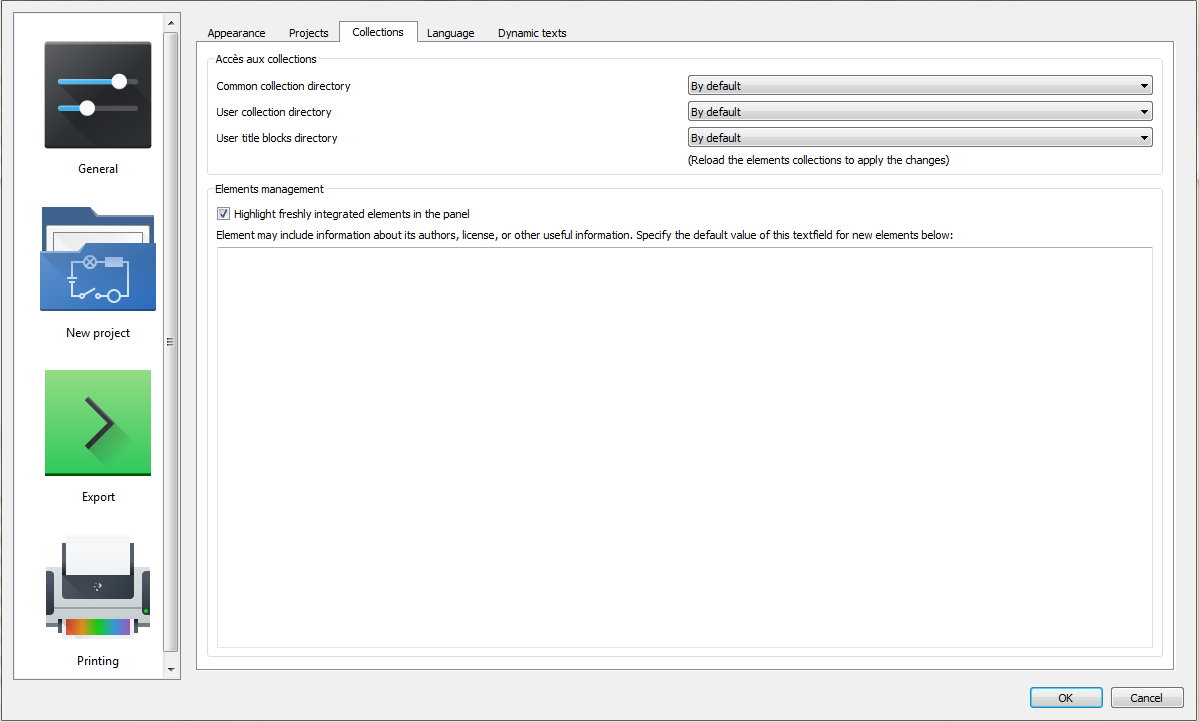 Appearance Projects Collections Language Dynamic texts
Accès aux collections
Common collection directory By default
User collection directory By default
User title blocks directory By default
(Reload the elements collections to apply the changes)
Elements management
Highlight freshly integrated elements in the panel
Element may include information about its authors, license, or other useful information. Specify the default value of this textfield for new elements below:
General
New project
Export
Printing
OK Cancel